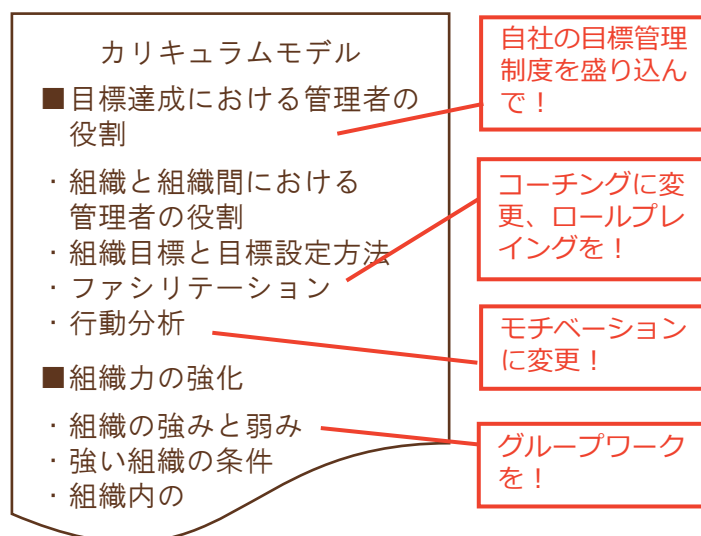 カリキュラムモデル
■目標達成における管理者の
役割
・組織と組織間における
管理者の役割
・組織目標と目標設定方法
・ファシリテーション
・行動分析
■組織力の強化
・組織の強みと弱み
・強い組織の条件
・組織内の
自社の目標管理
制度を盛り込ん
で！
コーチングに変
更、ロールプレ
イングを！
モチベーション
に変更！
グループワーク
を！